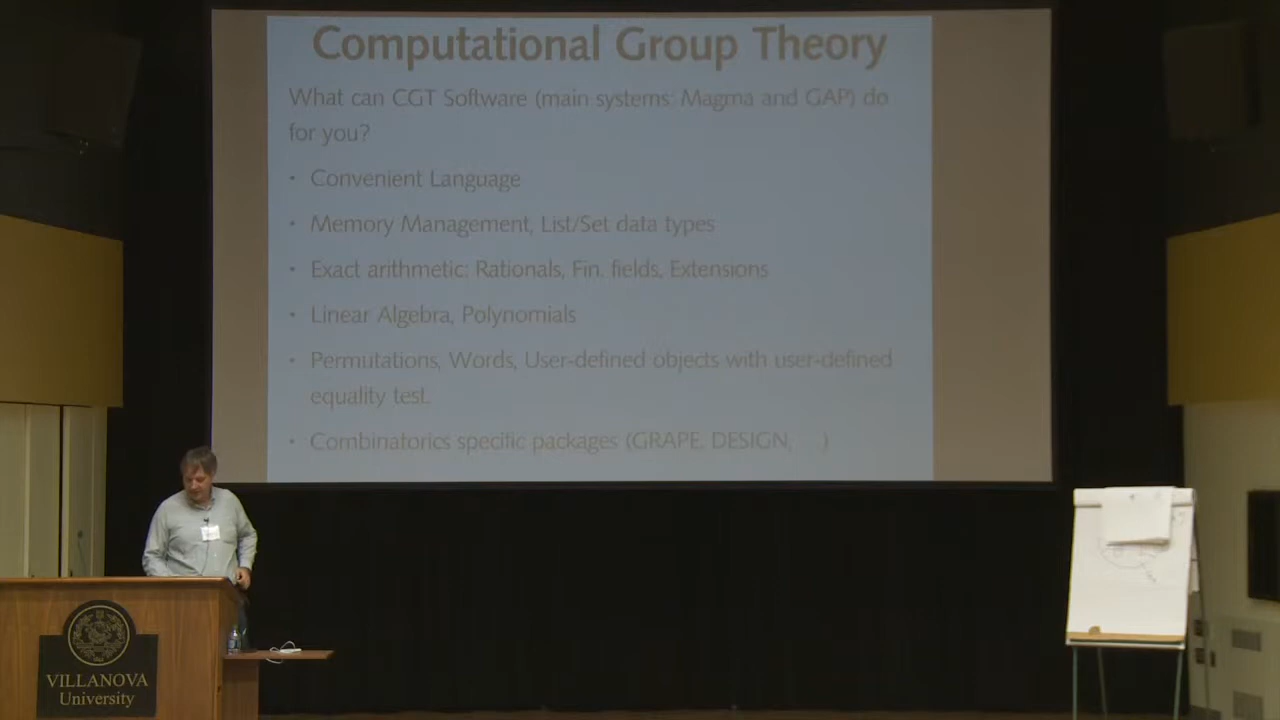 Computational Group Theory
What can CGT Software (main systems: Magma and GAP) do
for you?
• Convenient Language
• Memory Management, List/Set data types
• Exact arithmetic: Rationals, Fin. fields, Extensions
• Linear Algebra, Polynomials
• Permutations, Words, User-defined objects with user-defined
equality test.
• Combinatorics specific packages (GRAPE, DESIGN, ...)
VILLANOVA
University